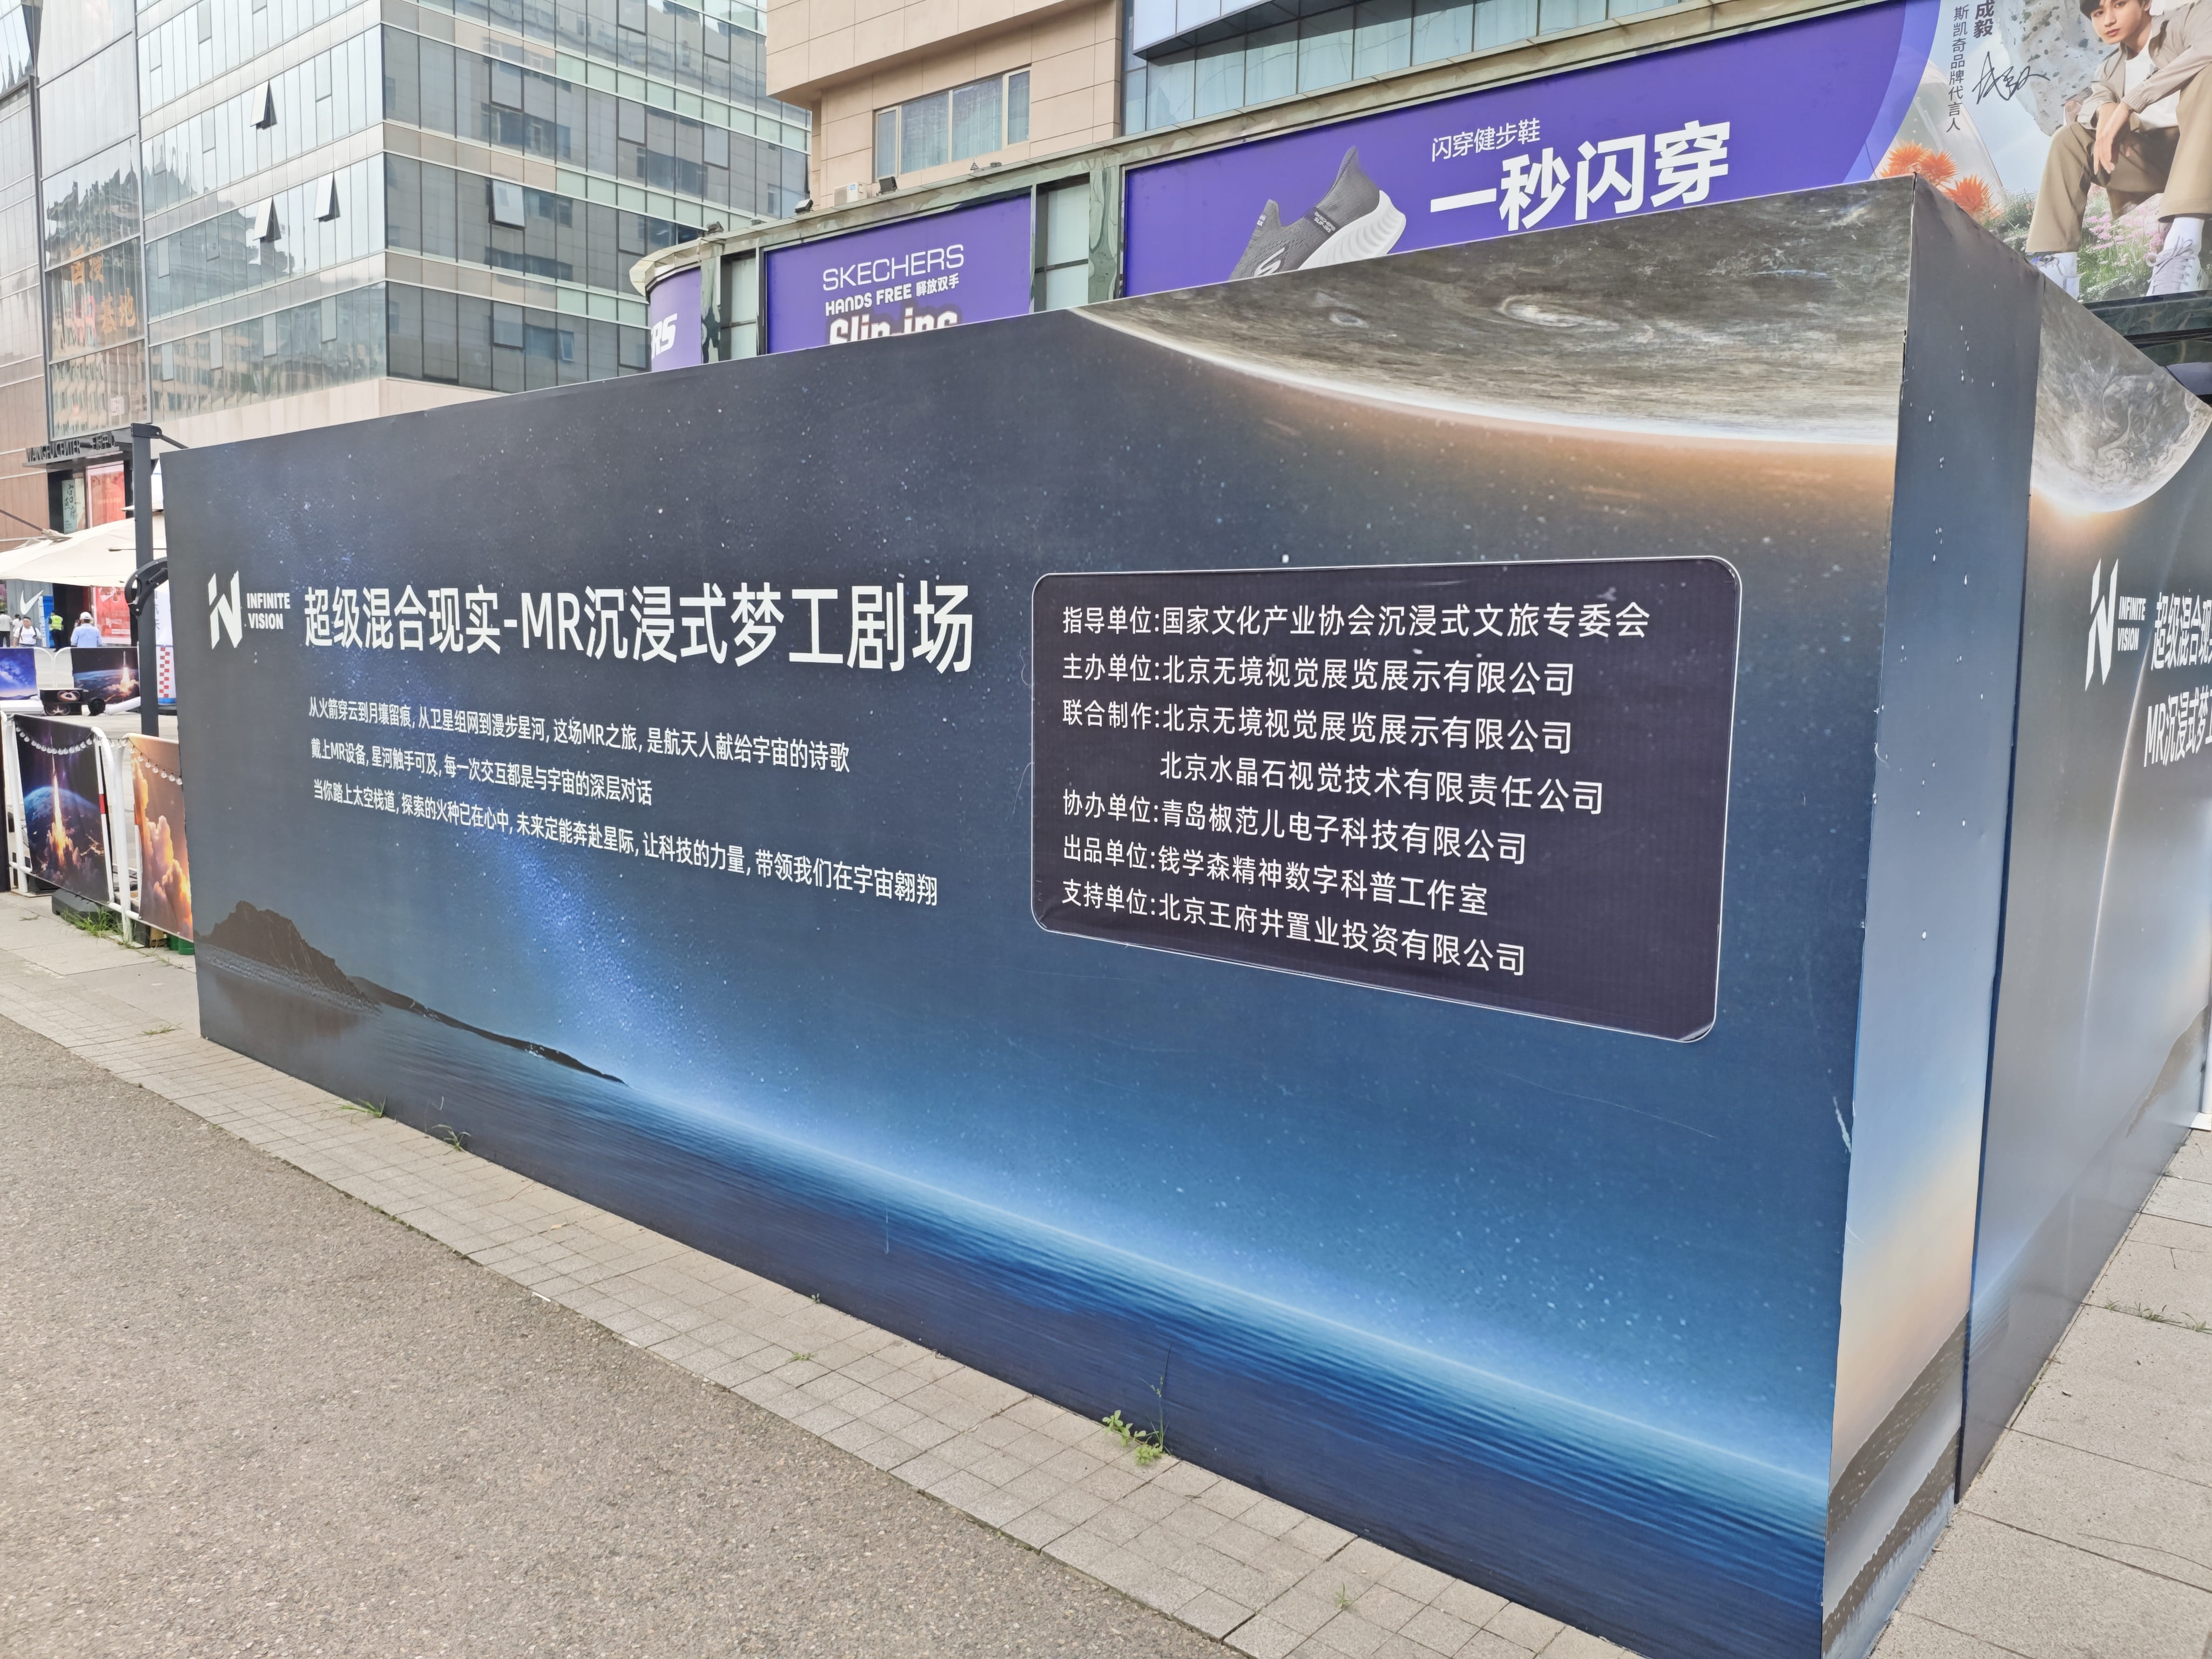 成毅
斯凯奇品牌代言人
闪穿健步鞋
一秒闪穿
SKECHERS
HANDS FREE 释放双手
Slip-ins
RS
INFINITE
VISION
超级混合现实-MR沉浸式梦工剧场
从火箭穿云到月壤留痕,从卫星组网到漫步星河,这场MR之旅,是航天人献给宇宙的诗歌
戴上MR设备,星河触手可及,每一次交互都是与宇宙的深层对话
当你踏上太空栈道,探索的火种已在心中,未来定能奔赴星际,让科技的力量,带领我们在宇宙翱翔
指导单位:国家文化产业协会沉浸式文旅专委会
主办单位:北京无境视觉展览展示有限公司
联合制作:北京无境视觉展览展示有限公司
北京水晶石视觉技术有限责任公司
协办单位:青岛椒范儿电子科技有限公司
出品单位:钱学森精神数字科普工作室
支持单位:北京王府井置业投资有限公司
INFINITE
VISION
超级混合现
MR沉浸式梦